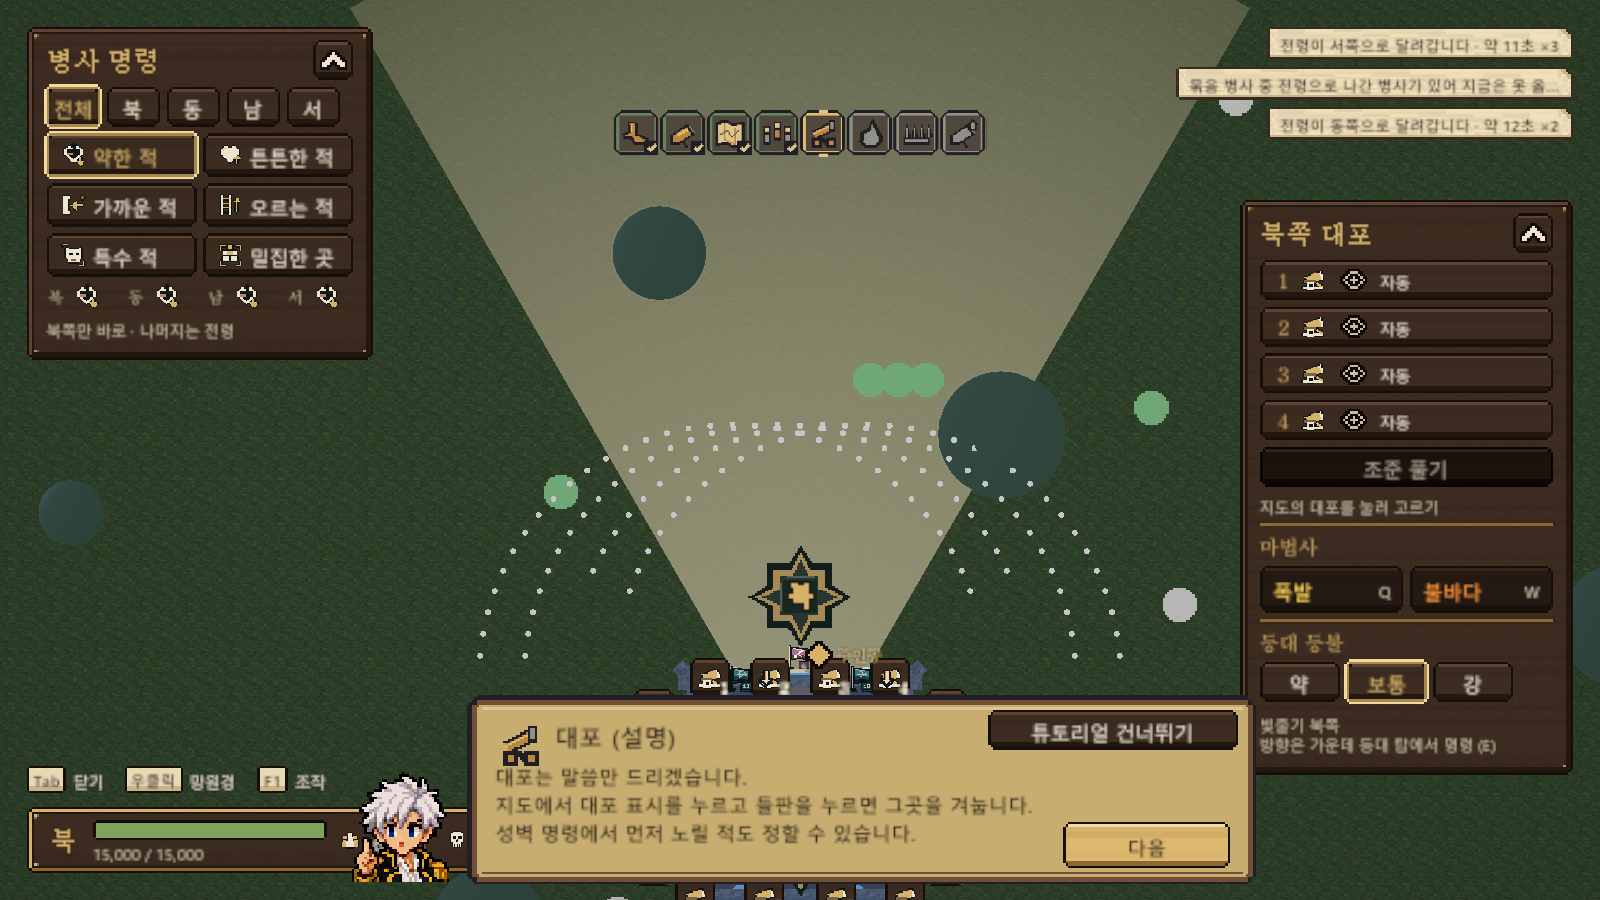 병사 명령
전체 북 동 남 서
약한 적 튼튼한 적
가까운 적 오르는 적
특수 적 밀집한 곳
북 동 남 서
북쪽만 바로 · 나머지는 전령
전령이 서쪽으로 달려갑니다 · 약 11초 ×3
묶음 병사 중 전령으로 나간 병사가 있어 지금은 못 옮…
전령이 동쪽으로 달려갑니다 · 약 12초 ×2
북쪽 대포
1 자동
2 자동
3 자동
4 자동
조준 풀기
지도의 대포를 눌러 고르기
마법사
폭발 Q 불바다 W
등대 등불
약 보통 강
빛줄기 북쪽
방향은 가운데 등대 탑에서 명령 (E)
대포 (설명)
튜토리얼 건너뛰기
대포는 말씀만 드리겠습니다.
지도에서 대포 표시를 누르고 들판을 누르면 그곳을 겨눕니다.
성벽 명령에서 먼저 노릴 적도 정할 수 있습니다.
다음
Tab 닫기 우클릭 망원경 F1 조작
북
15,000 / 15,000